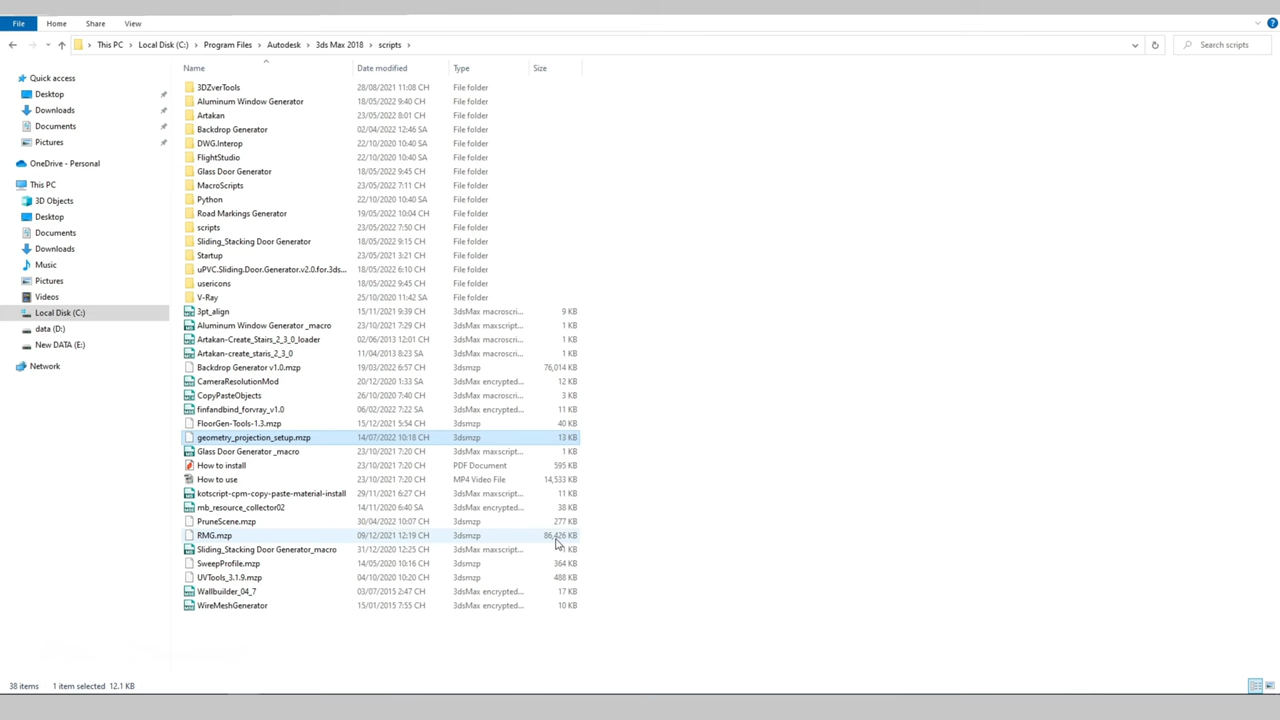 File Home Share View
This PC Local Disk (C:) Program Files Autodesk 3ds Max 2018 scripts Search scripts
Name Date modified Type Size
Quick access
Desktop
Downloads
Documents
Pictures
OneDrive - Personal
This PC
3D Objects
Desktop
Documents
Downloads
Music
Pictures
Videos
Local Disk (C:)
data (D:)
New DATA (E:)
Network
3DZverTools 28/08/2021 11:08 CH File folder
Aluminum Window Generator 18/05/2022 9:40 CH File folder
Artakan 23/05/2022 8:01 CH File folder
Backdrop Generator 02/04/2022 12:46 SA File folder
DWG.Interop 22/10/2020 10:40 SA File folder
FlightStudio 22/10/2020 10:40 SA File folder
Glass Door Generator 18/05/2022 9:45 CH File folder
MacroScripts 23/05/2022 7:11 CH File folder
Python 22/10/2020 10:40 SA File folder
Road Markings Generator 19/05/2022 10:04 CH File folder
scripts 23/05/2022 7:50 CH File folder
Sliding_Stacking Door Generator 18/05/2022 9:15 CH File folder
Startup 23/05/2021 3:21 CH File folder
uPVC.Sliding.Door.Generator.v2.0.for.3ds... 18/05/2022 6:10 CH File folder
usericons 18/05/2022 9:45 CH File folder
V-Ray 25/10/2020 11:42 SA File folder
3pt_align 15/11/2021 9:39 CH 3dsMax macroscri... 9 KB
Aluminum Window Generator _macro 23/10/2021 7:29 CH 3dsMax maxscript... 1 KB
Artakan-Create_Stairs_2_3_0_loader 02/06/2013 12:01 CH 3dsMax macroscri... 1 KB
Artakan-create_staris_2_3_0 11/04/2013 8:23 SA 3dsMax macroscri... 1 KB
Backdrop Generator v1.0.mzp 19/03/2022 6:57 CH 3dsmzp 76,014 KB
CameraResolutionMod 20/12/2020 1:33 SA 3dsMax encrypted... 12 KB
CopyPasteObjects 26/10/2020 7:40 CH 3dsMax macroscri... 3 KB
finfandbind_forvray_v1.0 06/02/2022 7:22 SA 3dsMax encrypted... 11 KB
FloorGen-Tools-1.3.mzp 15/12/2021 5:54 CH 3dsmzp 40 KB
geometry_projection_setup.mzp 14/07/2022 10:18 CH 3dsmzp 13 KB
Glass Door Generator _macro 23/10/2021 7:20 CH 3dsMax maxscript... 1 KB
How to install 23/10/2021 7:20 CH PDF Document 595 KB
How to use 23/10/2021 7:20 CH MP4 Video File 14,533 KB
kotscript-cpm-copy-paste-material-install 29/11/2021 6:27 CH 3dsMax maxscript... 11 KB
mb_resource_collector02 14/11/2020 6:40 SA 3dsMax encrypted... 38 KB
PruneScene.mzp 30/04/2022 10:07 CH 3dsmzp 277 KB
RMG.mzp 09/12/2021 12:19 CH 3dsmzp 86,426 KB
Sliding_Stacking Door Generator_macro 31/12/2020 12:25 CH 3dsMax maxscript... 1 KB
SweepProfile.mzp 14/05/2020 10:16 CH 3dsmzp 364 KB
UVTools_3.1.9.mzp 04/10/2020 10:20 CH 3dsmzp 488 KB
Wallbuilder_04_7 03/07/2015 2:47 CH 3dsMax encrypted... 17 KB
WireMeshGenerator 15/01/2015 7:55 CH 3dsMax encrypted... 10 KB
38 items 1 item selected 12.1 KB